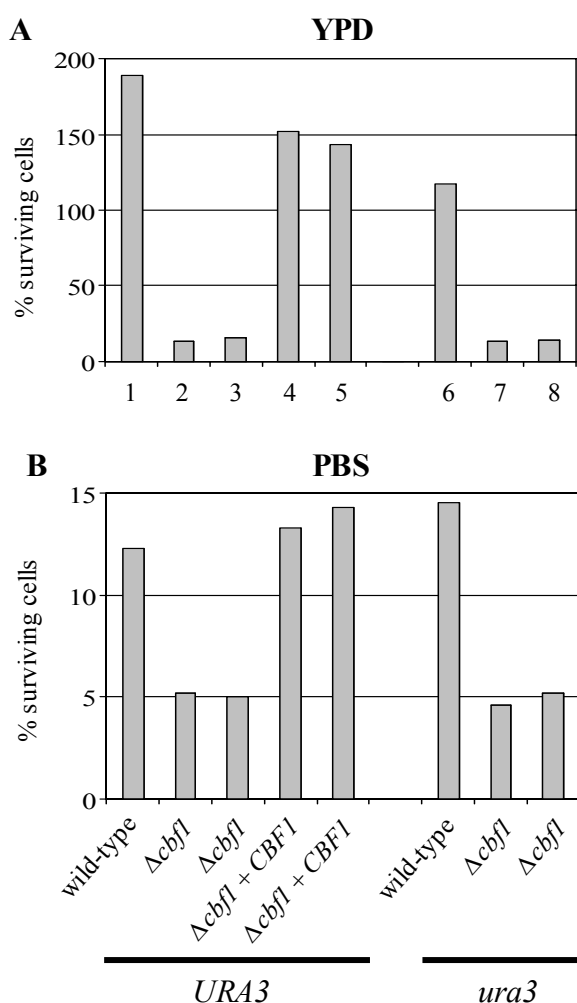 A YPD
% surviving cells
200
150
100
50
0
1 2 3 4 5 6 7 8
B PBS
% surviving cells
15
10
5
0
wild-type
Δcbf1
Δcbf1
Δcbf1 + CBF1
Δcbf1 + CBF1
wild-type
Δcbf1
Δcbf1
URA3 ura3